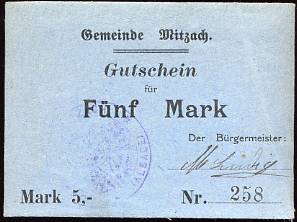 Gemeinde Mitzach.
Gutschein
für
Fünf Mark
Der Bürgermeister:
Mark 5,- Nr. 258